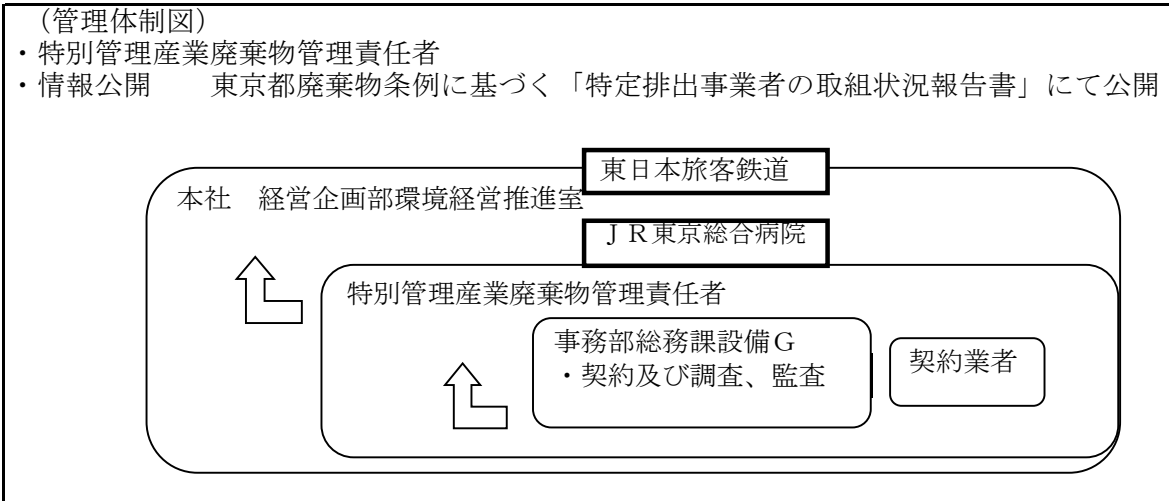 （管理体制図）
・特別管理産業廃棄物管理責任者
・情報公開　　東京都廃棄物条例に基づく「特定排出事業者の取組状況報告書」にて公開
東日本旅客鉄道
本社　経営企画部環境経営推進室
ＪＲ東京総合病院
特別管理産業廃棄物管理責任者
事務部総務課設備Ｇ
・契約及び調査、監査
契約業者